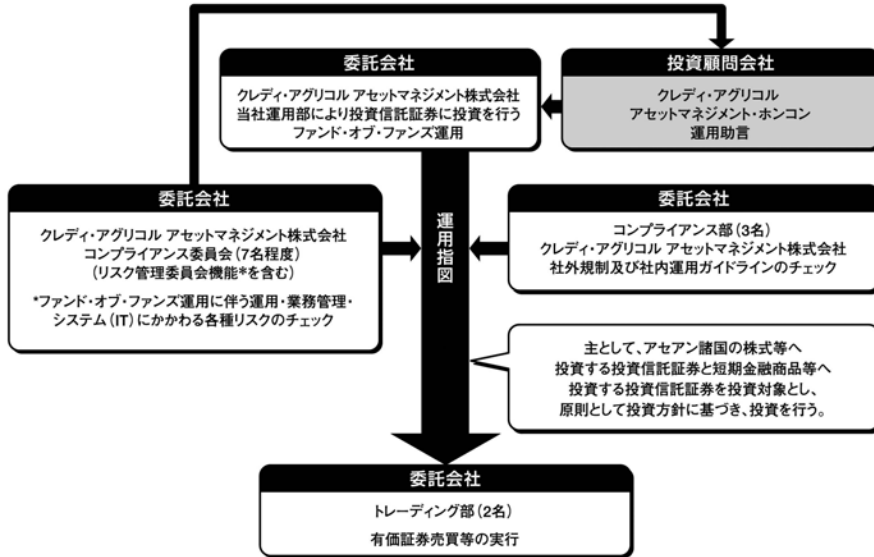 委託会社
クレディ・アグリコル アセットマネジメント株式会社
当社運用部により投資信託証券に投資を行う
ファンド・オブ・ファンズ運用
投資顧問会社
クレディ・アグリコル
アセットマネジメント・ホンコン
運用助言
委託会社
クレディ・アグリコル アセットマネジメント株式会社
コンプライアンス委員会(7名程度)
(リスク管理委員会機能*を含む)
*ファンド・オブ・ファンズ運用に伴う運用・業務管理・
システム(IT)にかかわる各種リスクのチェック
運用指図
委託会社
コンプライアンス部(3名)
クレディ・アグリコル アセットマネジメント株式会社
社外規制及び社内運用ガイドラインのチェック
主として、アセアン諸国の株式等へ
投資する投資信託証券と短期金融商品等へ
投資する投資信託証券を投資対象とし、
原則として投資方針に基づき、投資を行う。
委託会社
トレーディング部(2名)
有価証券売買等の実行